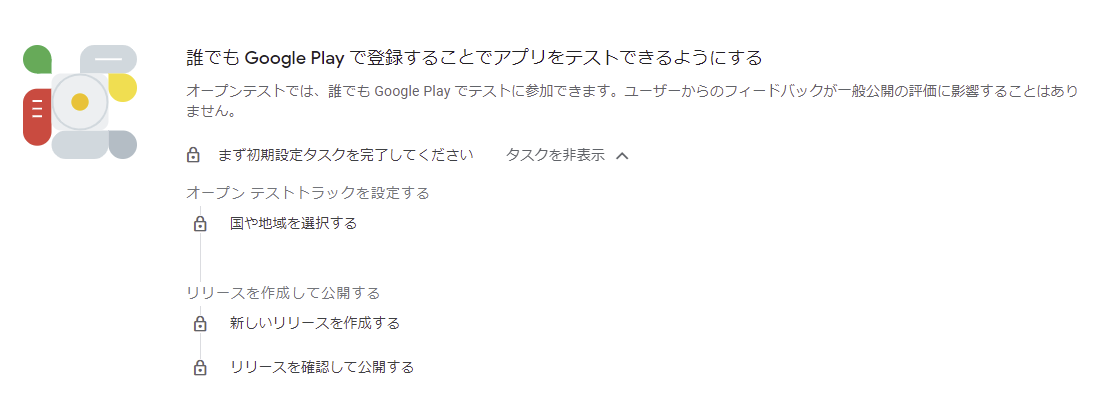 誰でも Google Play で登録することでアプリをテストできるようにする
オープンテストでは、誰でも Google Play でテストに参加できます。ユーザーからのフィードバックが一般公開の評価に影響することはあり
ません。
まず初期設定タスクを完了してください タスクを非表示
オープン テストトラックを設定する
国や地域を選択する
リリースを作成して公開する
新しいリリースを作成する
リリースを確認して公開する